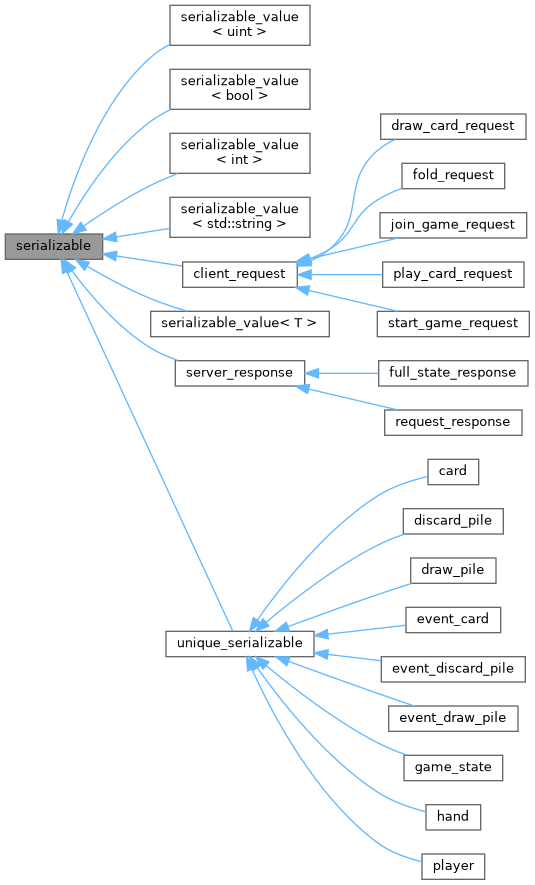 serializable_value
< uint >
serializable_value
< bool >
serializable_value
< int >
serializable_value
< std::string >
serializable
client_request
draw_card_request
fold_request
join_game_request
play_card_request
start_game_request
serializable_value< T >
server_response
full_state_response
request_response
unique_serializable
card
discard_pile
draw_pile
event_card
event_discard_pile
event_draw_pile
game_state
hand
player